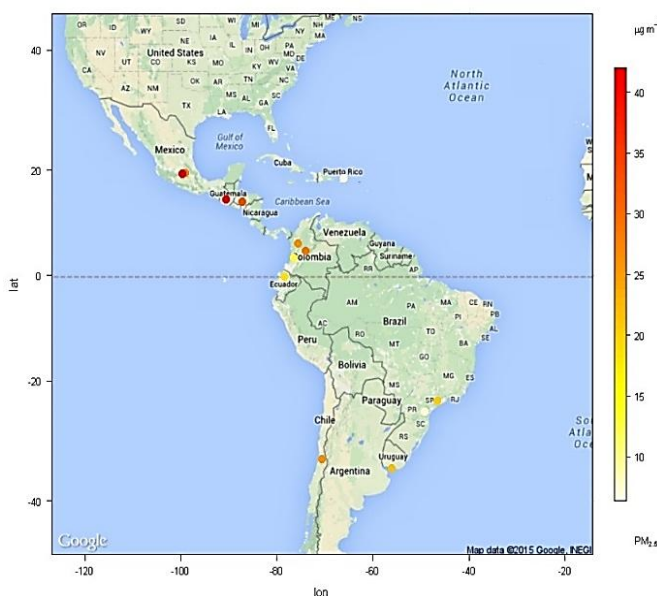 µg m⁻
40
20
0
-20
-40
lat
-120
-100
-80
-60
-40
-20
lon
40
35
30
25
20
15
10
PM2.5
United States
North
Atlantic
Ocean
Gulf of
Mexico
Mexico
Cuba
Puerto Rico
Guatemala
Caribbean Sea
Nicaragua
Venezuela
Guyana
Suriname
Colombia
Ecuador
Peru
Brazil
Bolivia
Paraguay
Chile
Uruguay
Argentina
OR
ID
WY
SD
WI
MI
NY
ME
NS
NH
MA
NV
UT
CO
NE
IA
IL
IN
OH
PA
MD
DE
CA
KS
MO
KY
WV
VA
AZ
NM
OK
AR
TN
NC
SC
TX
LA
MS
AL
GA
FL
RR
AP
AM
PA
MA
CE
RN
PI
PB
AL
SE
AC
RO
TO
BA
MT
GO
MG
ES
MS
SP
RJ
PR
SC
RS
Google
Map data ©2015 Google, INEGI